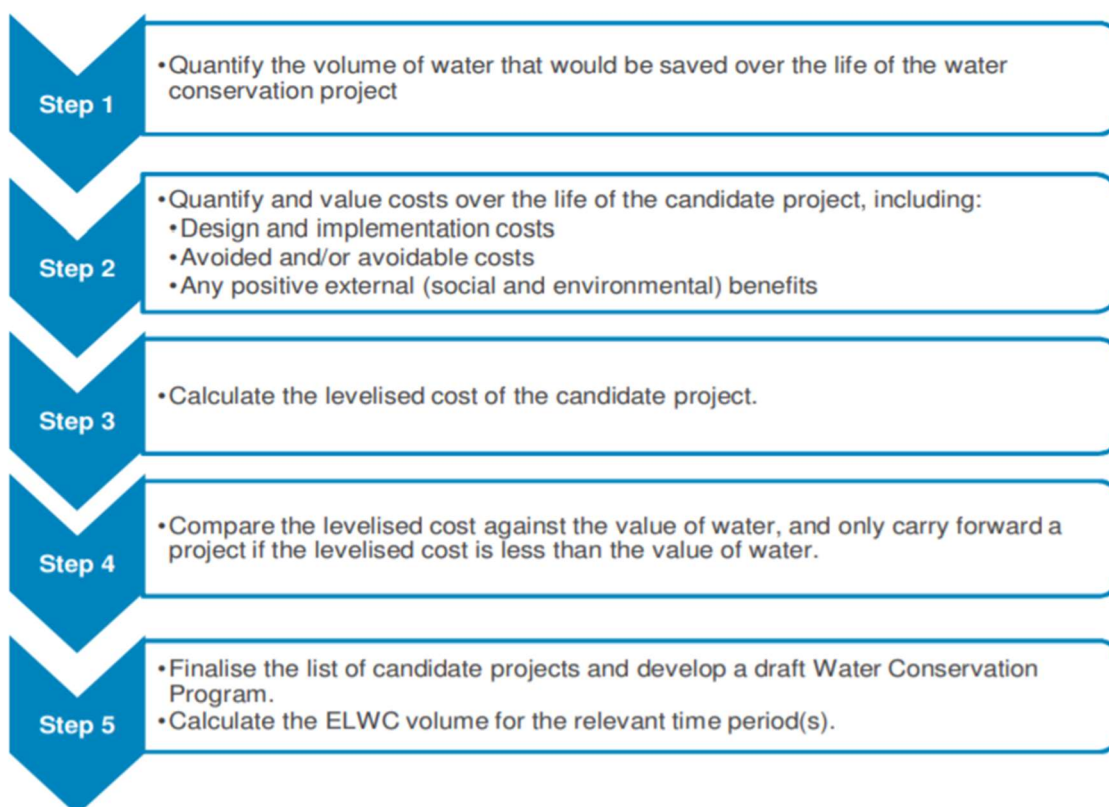 Step 1
•Quantify the volume of water that would be saved over the life of the water
conservation project
Step 2
•Quantify and value costs over the life of the candidate project, including:
•Design and implementation costs
•Avoided and/or avoidable costs
•Any positive external (social and environmental) benefits
Step 3
•Calculate the levelised cost of the candidate project.
Step 4
•Compare the levelised cost against the value of water, and only carry forward a
project if the levelised cost is less than the value of water.
Step 5
•Finalise the list of candidate projects and develop a draft Water Conservation
Program.
•Calculate the ELWC volume for the relevant time period(s).